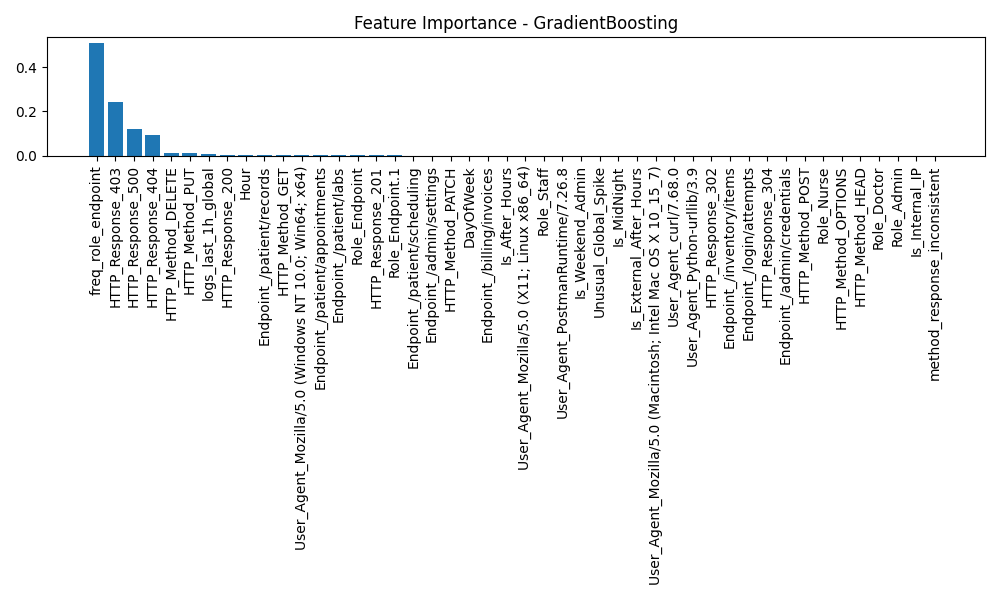 Feature Importance - GradientBoosting
0.4
0.2
0.0
freq_role_endpoint
HTTP_Response_403
HTTP_Response_500
HTTP_Response_404
HTTP_Method_DELETE
HTTP_Method_PUT
logs_last_1h_global
HTTP_Response_200
Hour
Endpoint_/patient/records
HTTP_Method_GET
User_Agent_Mozilla/5.0 (Windows NT 10.0; Win64; x64)
Endpoint_/patient/appointments
Endpoint_/patient/labs
Role_Endpoint
HTTP_Response_201
Role_Endpoint.1
Endpoint_/patient/scheduling
Endpoint_/admin/settings
HTTP_Method_PATCH
DayOfWeek
Endpoint_/billing/invoices
Is_After_Hours
User_Agent_Mozilla/5.0 (X11; Linux x86_64)
Role_Staff
User_Agent_PostmanRuntime/7.26.8
Is_Weekend_Admin
Unusual_Global_Spike
Is_MidNight
Is_External_After_Hours
User_Agent_Mozilla/5.0 (Macintosh; Intel Mac OS X 10_15_7)
User_Agent_curl/7.68.0
User_Agent_Python-urllib/3.9
HTTP_Response_302
Endpoint_/inventory/items
Endpoint_/login/attempts
HTTP_Response_304
Endpoint_/admin/credentials
HTTP_Method_POST
Role_Nurse
HTTP_Method_OPTIONS
HTTP_Method_HEAD
Role_Doctor
Role_Admin
Is_Internal_IP
method_response_inconsistent